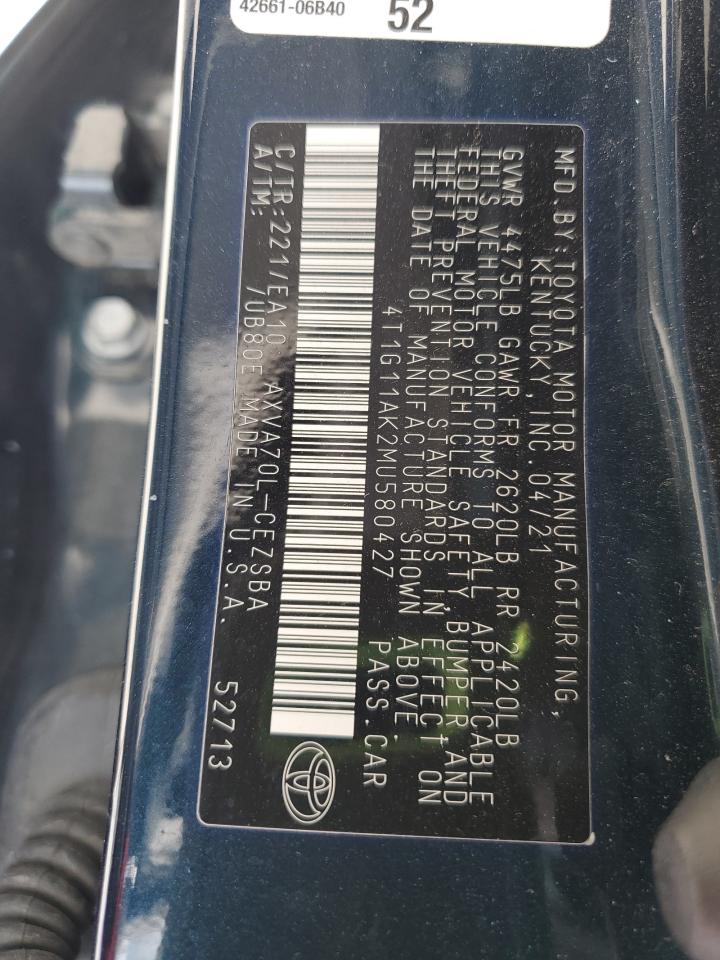 42661-06B40
52
MFD. BY: TOYOTA MOTOR MANUFACTURING,
KENTUCKY, INC. 04/21
GVWR 4475LB GAWR FR 2620LB RR 2420LB
THIS VEHICLE CONFORMS TO ALL APPLICABLE
FEDERAL MOTOR VEHICLE SAFETY, BUMPER, AND
THEFT PREVENTION STANDARDS IN EFFECT ON
THE DATE OF MANUFACTURE SHOWN ABOVE.
4T1G11AK2MU580427 PASS.CAR
C/TR:221/EA10 AXVA70L-CEZSBA
A/TM: /UB80E MADE IN U.S.A. 52713